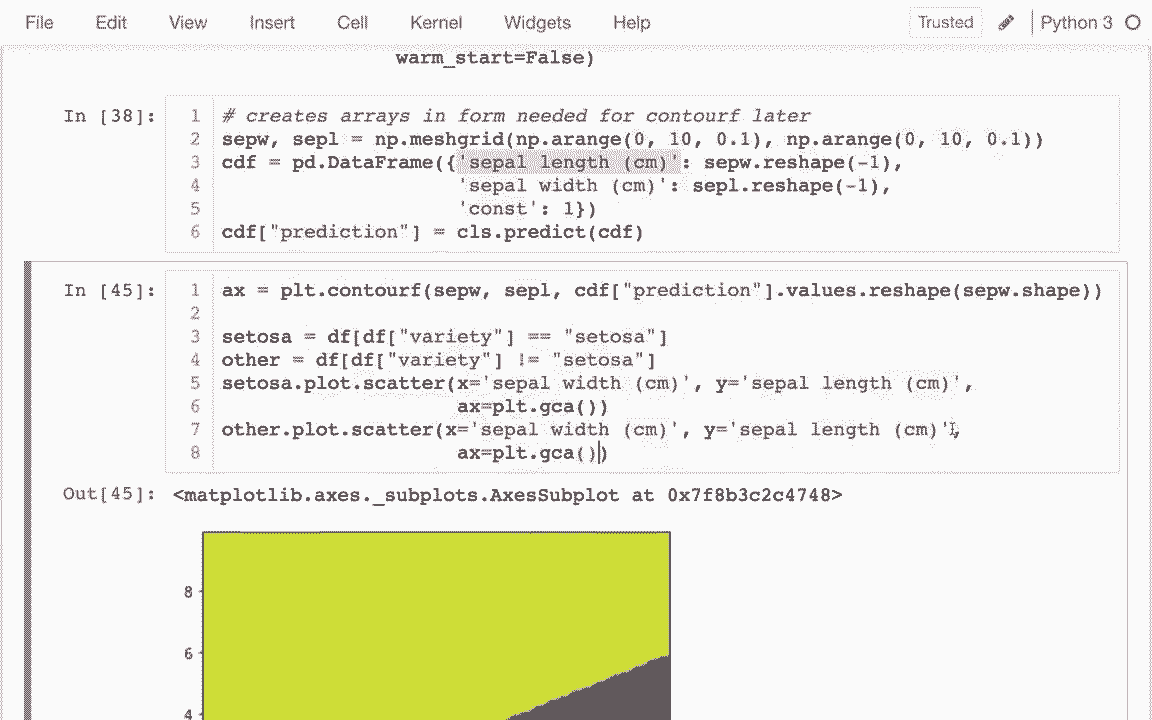 File Edit View Insert Cell Kernel Widgets Help Trusted Python 3
warm_start=False)
In [38]:
1 # creates arrays in form needed for contourf later
2 sepw, sepl = np.meshgrid(np.arange(0, 10, 0.1), np.arange(0, 10, 0.1))
3 cdf = pd.DataFrame({'sepal length (cm)': sepw.reshape(-1),
4 'sepal width (cm)': sepl.reshape(-1),
5 'const': 1})
6 cdf["prediction"] = cls.predict(cdf)
In [45]:
1 ax = plt.contourf(sepw, sepl, cdf["prediction"].values.reshape(sepw.shape))
2
3 setosa = df[df["variety"] == "setosa"]
4 other = df[df["variety"] != "setosa"]
5 setosa.plot.scatter(x='sepal width (cm)', y='sepal length (cm)',
6 ax=plt.gca())
7 other.plot.scatter(x='sepal width (cm)', y='sepal length (cm)',
8 ax=plt.gca())
Out[45]: <matplotlib.axes._subplots.AxesSubplot at 0x7f8b3c2c4748>
8
6
4